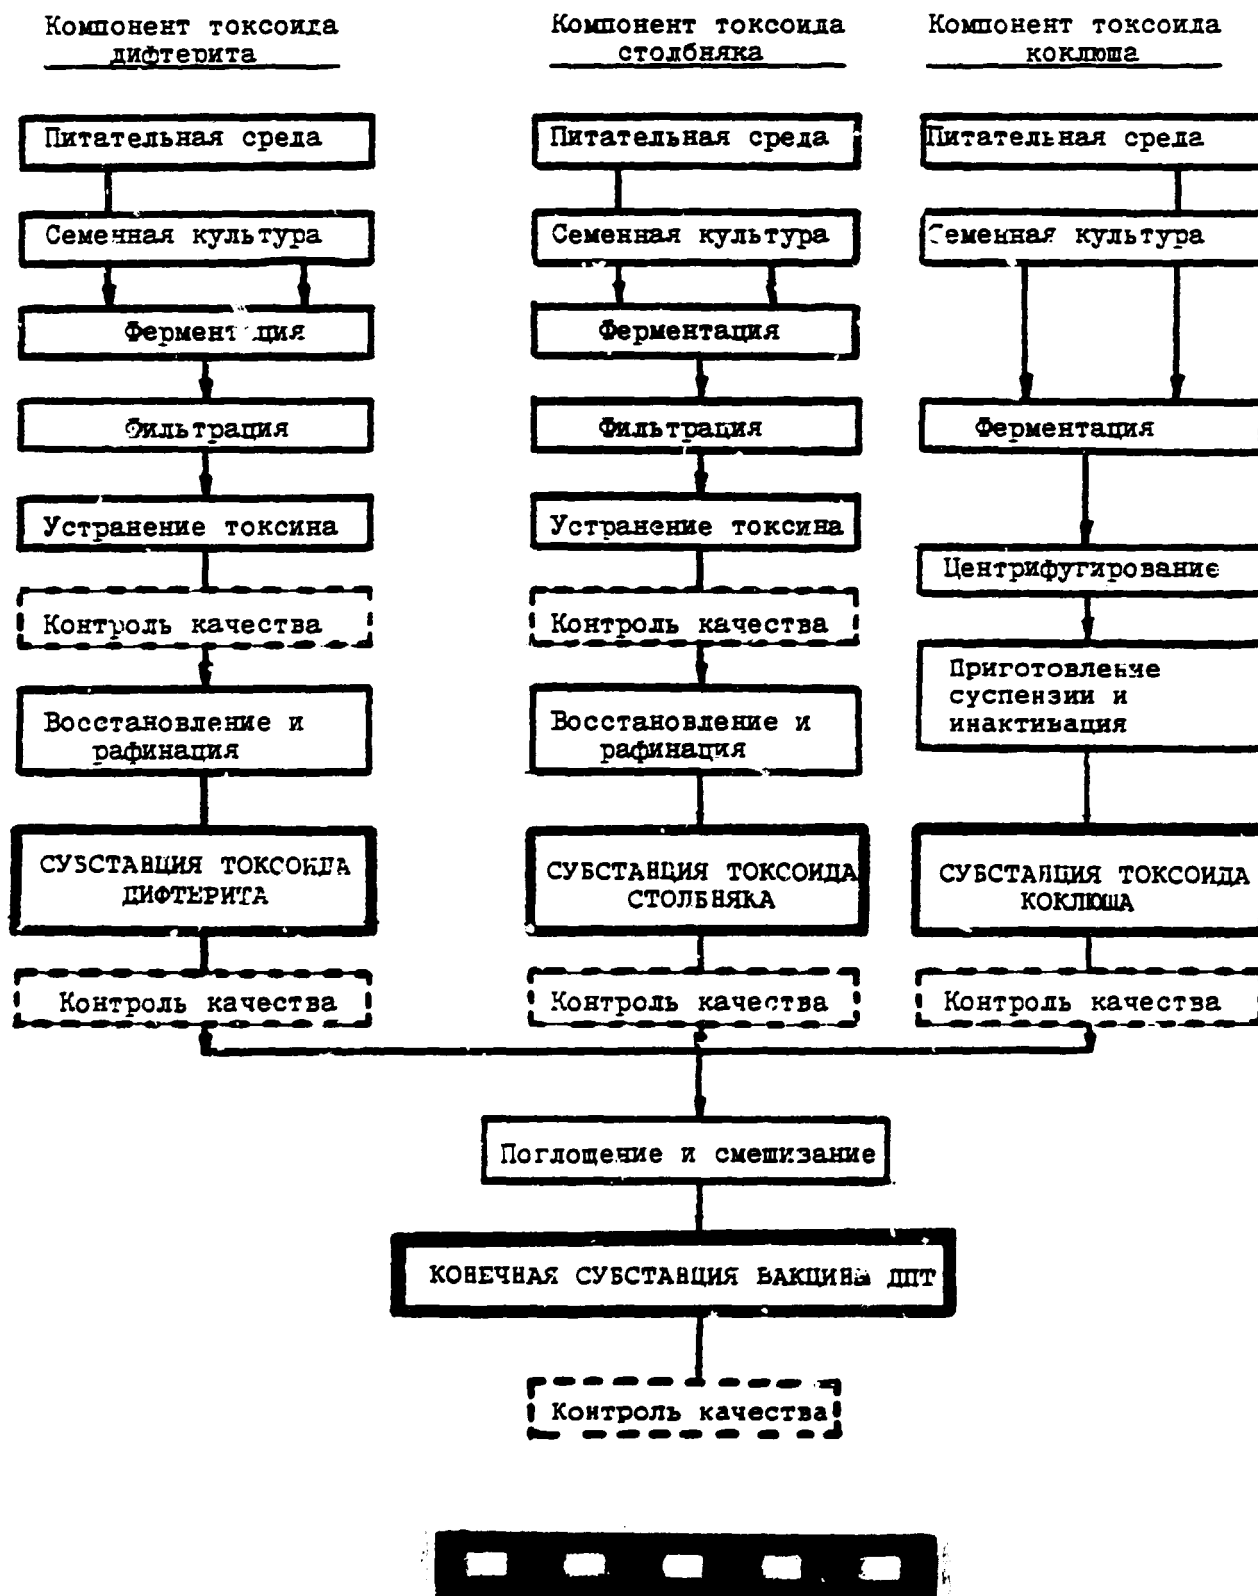 Компонент токсоида
дифтерита
Питательная среда
Семенная культура
Ферментация
Фильтрация
Устранение токсина
Контроль качества
Восстановление и
рафинация
СУБСТАНЦИЯ ТОКСОИДА
ДИФТЕРИТА
Контроль качества
Компонент токсоида
столбняка
Питательная среда
Семенная культура
Ферментация
Фильтрация
Устранение токсина
Контроль качества
Восстановление и
рафинация
СУБСТАНЦИЯ ТОКСОИДА
СТОЛБНЯКА
Контроль качества
Компонент токсоида
коклюша
Питательная среда
Семенная культура
Ферментация
Центрифугирование
Приготовление
суспензии и
инактивация
СУБСТАНЦИЯ ТОКСОИДА
КОКЛЮША
Контроль качества
Поглощение и смешивание
КОНЕЧНАЯ СУБСТАНЦИЯ ВАКЦИНЫ ДПТ
Контроль качества